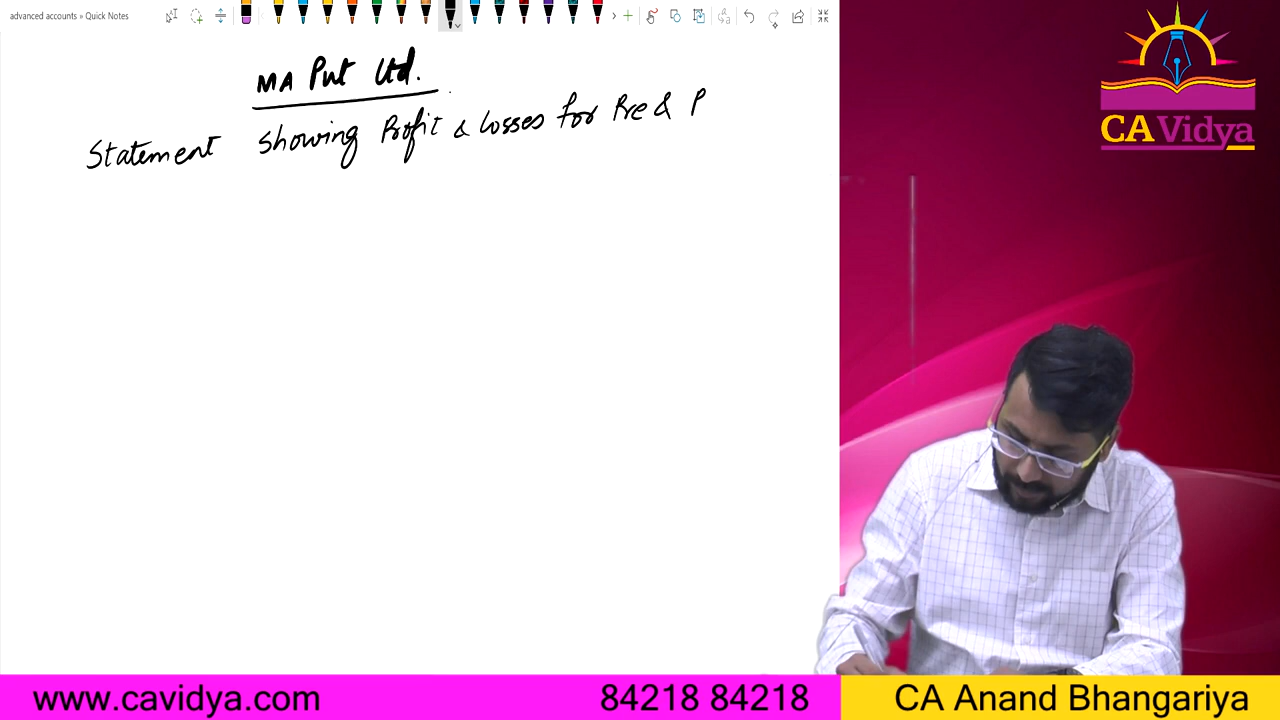 advanced accounts » Quick Notes
MA Pvt Ltd.
Statement Showing Profit & Losses for Pre & P
CA Vidya
www.cavidya.com
84218 84218
CA Anand Bhangariya